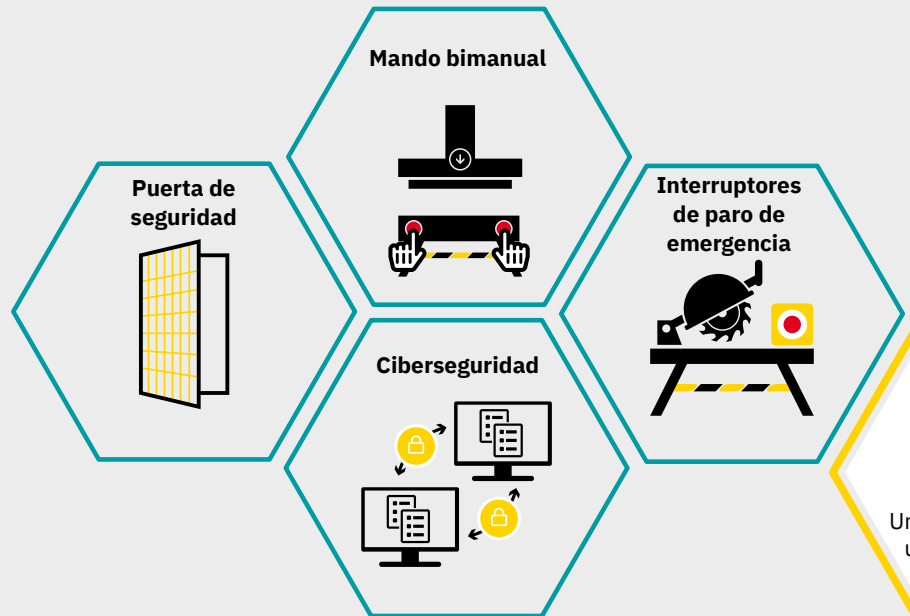 Mando bimanual
Puerta de
seguridad
Interruptores
de paro de
emergencia
Ciberseguridad